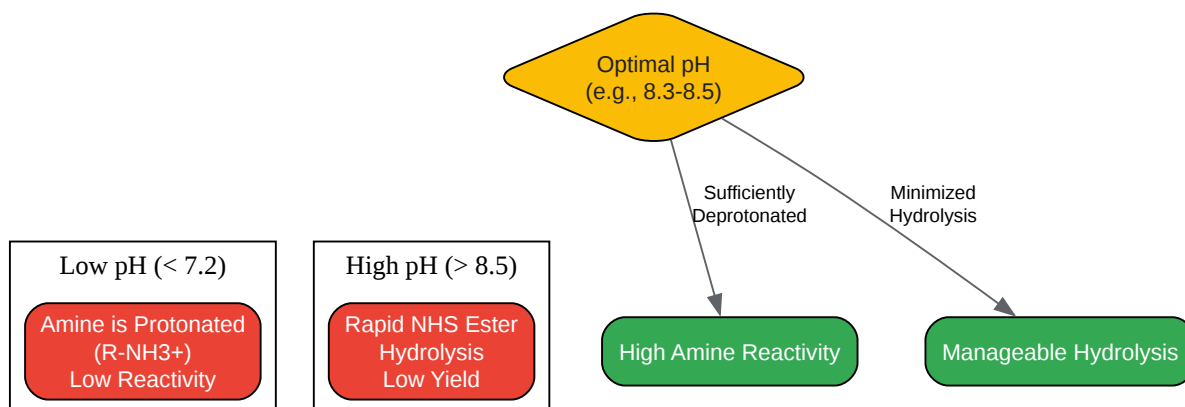 Optimal pH
(e.g., 8.3-8.5)
Sufficiently
Deprotonated
Minimized
Hydrolysis
Low pH (< 7.2)
Amine is Protonated
(R-NH3+)
Low Reactivity
High pH (> 8.5)
Rapid NHS Ester
Hydrolysis
Low Yield
High Amine Reactivity
Manageable Hydrolysis